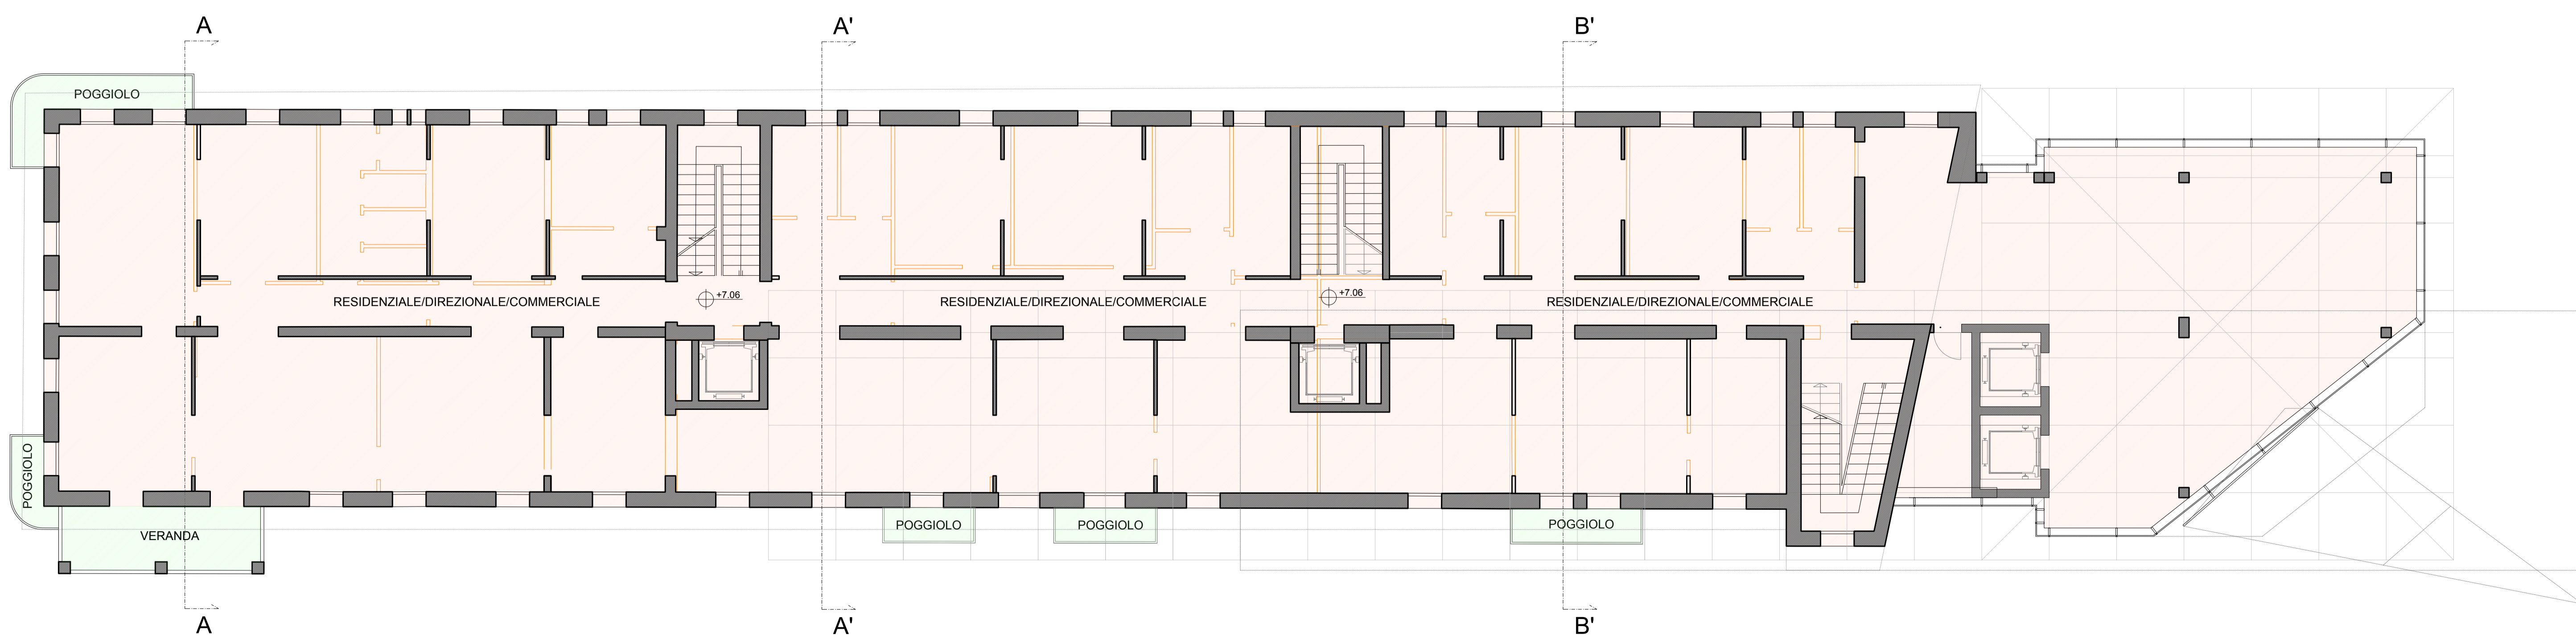 A
A'
B'
POGGIOLO
+7.06
+7.06
RESIDENZIALE/DIREZIONALE/COMMERCIALE
RESIDENZIALE/DIREZIONALE/COMMERCIALE
RESIDENZIALE/DIREZIONALE/COMMERCIALE
POGGIOLO
POGGIOLO
POGGIOLO
POGGIOLO
VERANDA
A
A'
B'